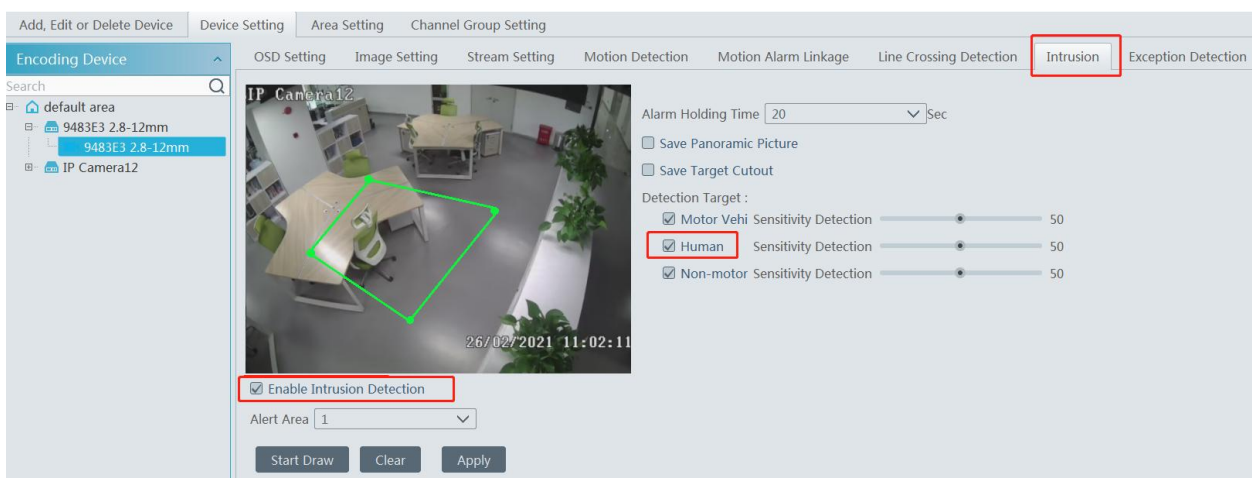 Add, Edit or Delete Device Device Setting Area Setting Channel Group Setting
Encoding Device
OSD Setting Image Setting Stream Setting Motion Detection Motion Alarm Linkage Line Crossing Detection Intrusion Exception Detection
Search
default area
9483E3 2.8-12mm
9483E3 2.8-12mm
IP Camera12
IP Camera12
26/02/2021 11:02:11
Alarm Holding Time 20 Sec
Save Panoramic Picture
Save Target Cutout
Detection Target :
Motor Vehi Sensitivity Detection 50
Human Sensitivity Detection 50
Non-motor Sensitivity Detection 50
Enable Intrusion Detection
Alert Area 1
Start Draw Clear Apply